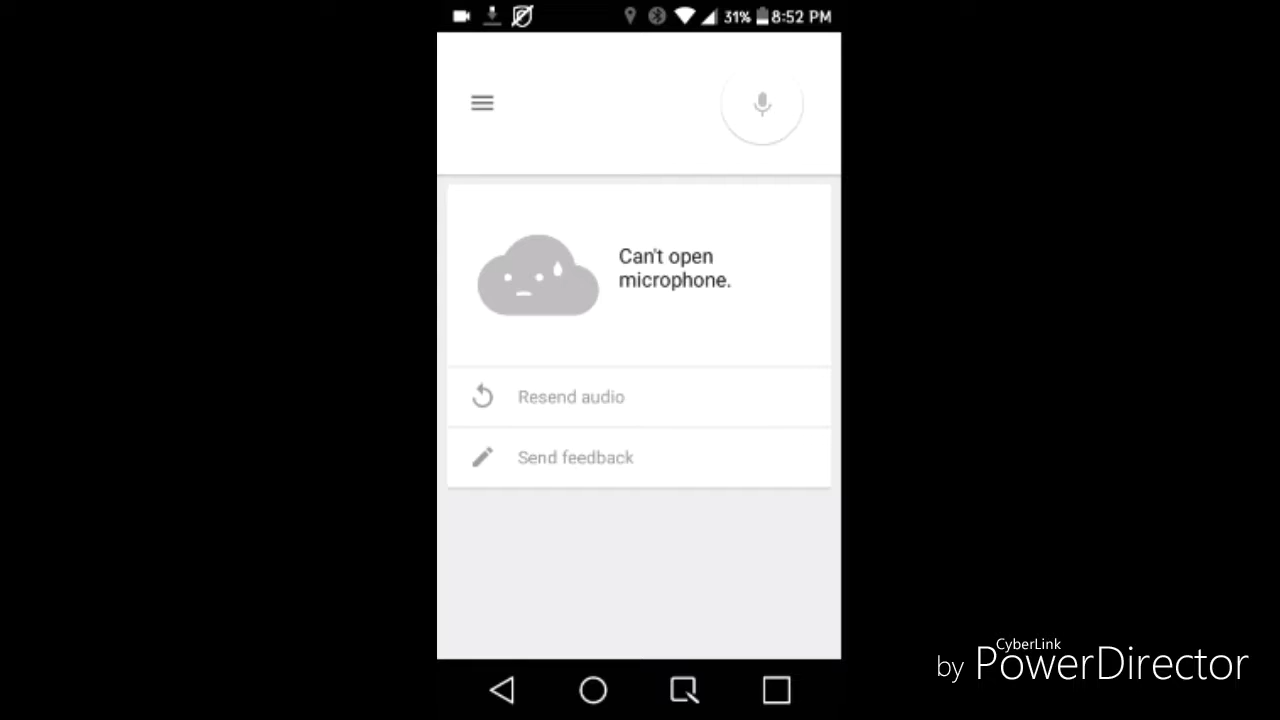 31% 8:52 PM
Can't open
microphone.
Resend audio
Send feedback
CyberLink
by PowerDirector